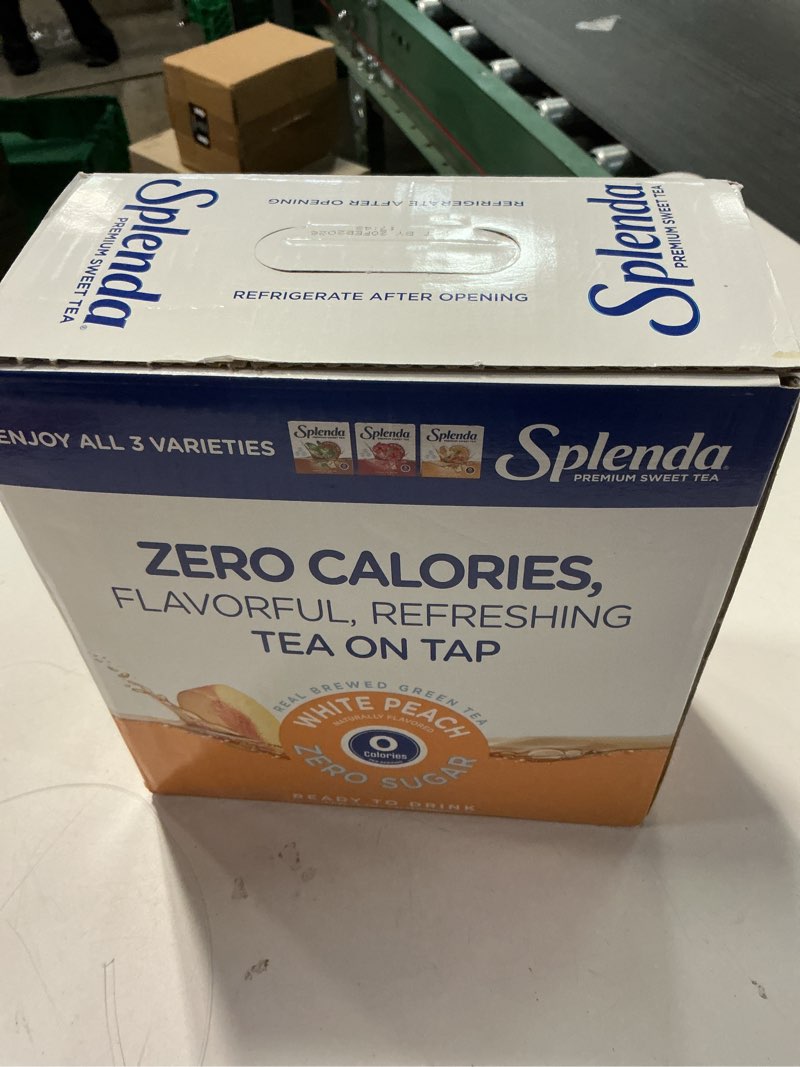 Splenda
PREMIUM SWEET TEA
REFRIGERATE AFTER OPENING
BY 20FEB2026
REFRIGERATE AFTER OPENING
Splenda
PREMIUM SWEET TEA
ENJOY ALL 3 VARIETIES
Splenda
Splenda
Splenda
Splenda
PREMIUM SWEET TEA
ZERO CALORIES,
FLAVORFUL, REFRESHING
TEA ON TAP
REAL BREWED GREEN TEA
WHITE PEACH
NATURALLY FLAVORED
0
Calories
ZERO SUGAR
READY TO DRINK